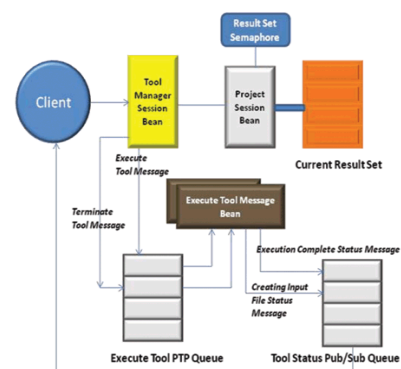 Result Set
Semaphore
Client
Tool
Manager
Session
Bean
Project
Session
Bean
Current Result Set
Execute
Tool Message
Terminate
Tool Message
Execute Tool Message
Bean
Execution Complete Status Message
Creating Input
File Status
Message
Execute Tool PTP Queue
Tool Status Pub/Sub Queue